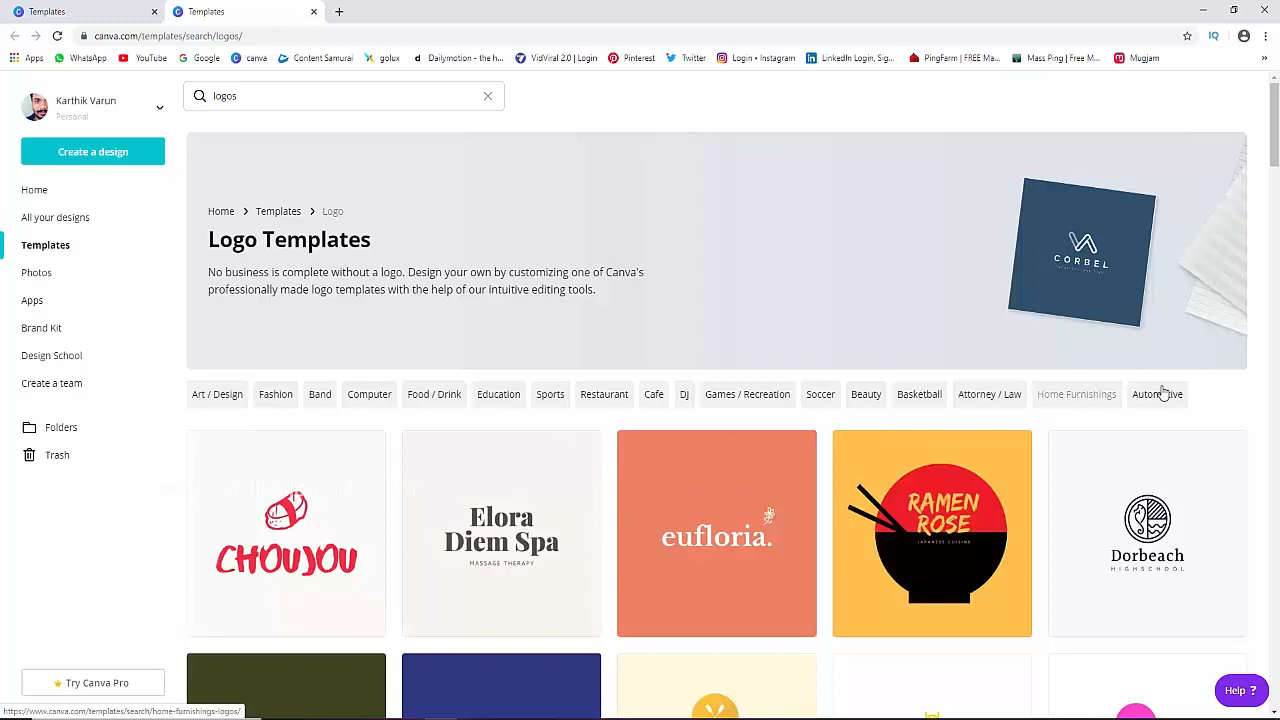 Templates
Templates
canva.com/templates/search/logos/
Apps
WhatsApp
YouTube
Google
canva
Content Samurai
golux
Dailymotion - the h...
VidViral 2.0 | Login
Pinterest
Twitter
Login • Instagram
LinkedIn Login, Sig...
PingFarm | FREE Ma...
Mass Ping | Free M...
Mugjam
»
IQ
Karthik Varun
Personal
logos
Create a design
Home
All your designs
Templates
Photos
Apps
Brand Kit
Design School
Create a team
Folders
Trash
Try Canva Pro
Home > Templates > Logo
Logo Templates
No business is complete without a logo. Design your own by customizing one of Canva's
professionally made logo templates with the help of our intuitive editing tools.
CORBEL
Art / Design
Fashion
Band
Computer
Food / Drink
Education
Sports
Restaurant
Cafe
DJ
Games / Recreation
Soccer
Beauty
Basketball
Attorney / Law
Home Furnishings
Automotive
CHOUJOU
Elora
Diem Spa
MASSAGE THERAPY
eufloria.
RAMEN
ROSE
JAPANESE CUISINE
Dorbeach
HIGHSCHOOL
Help ?
https://www.canva.com/templates/search/home-furnishings-logos/